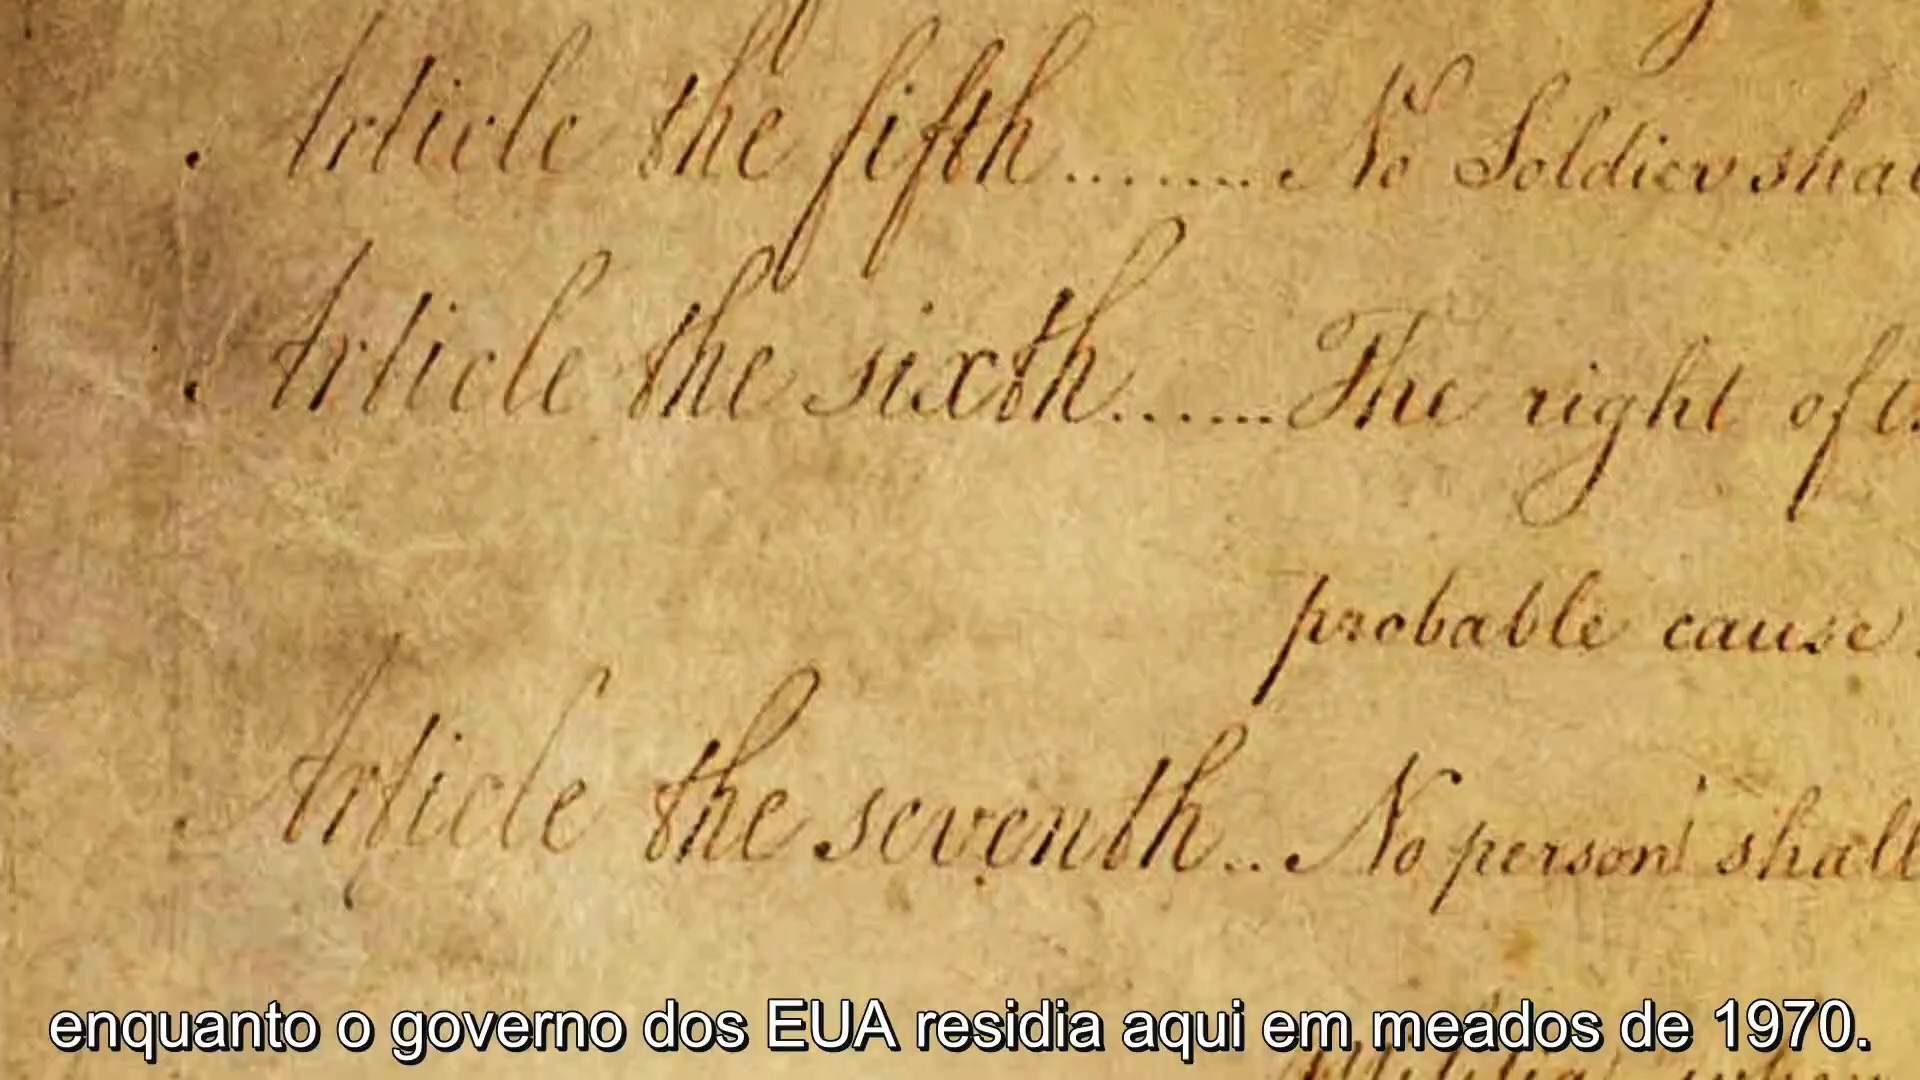 Article the fifth........ No Soldier shal
Article the sixth....... The right of t
probable cause
Article the seventh.. No person shall
enquanto o governo dos EUA residia aqui em meados de 1970.